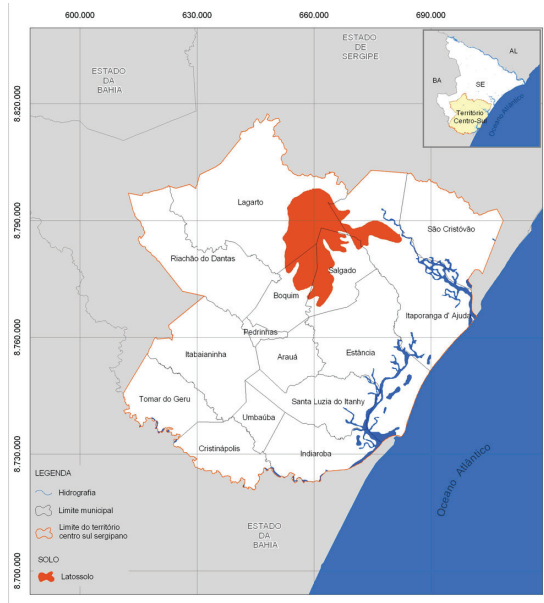 600.000
630.000
660.000
690.000
ESTADO
DE
SERGIPE
AL
BA
SE
Território
Centro-Sul
Oceano Atlântico
ESTADO
DA
BAHIA
8.820.000
8.790.000
8.760.000
8.730.000
8.700.000
Lagarto
São Cristóvão
Riachão do Dantas
Salgado
Boquim
Itaporanga d' Ajuda
Pedrinhas
Itabaianinha
Arauá
Estância
Tomar do Geru
Santa Luzia do Itanhy
Umbaúba
Cristinápolis
Indiaroba
Oceano Atlântico
ESTADO
DA
BAHIA
LEGENDA
Hidrografia
Limite municipal
Limite do território
centro sul sergipano
SOLO
Latossolo